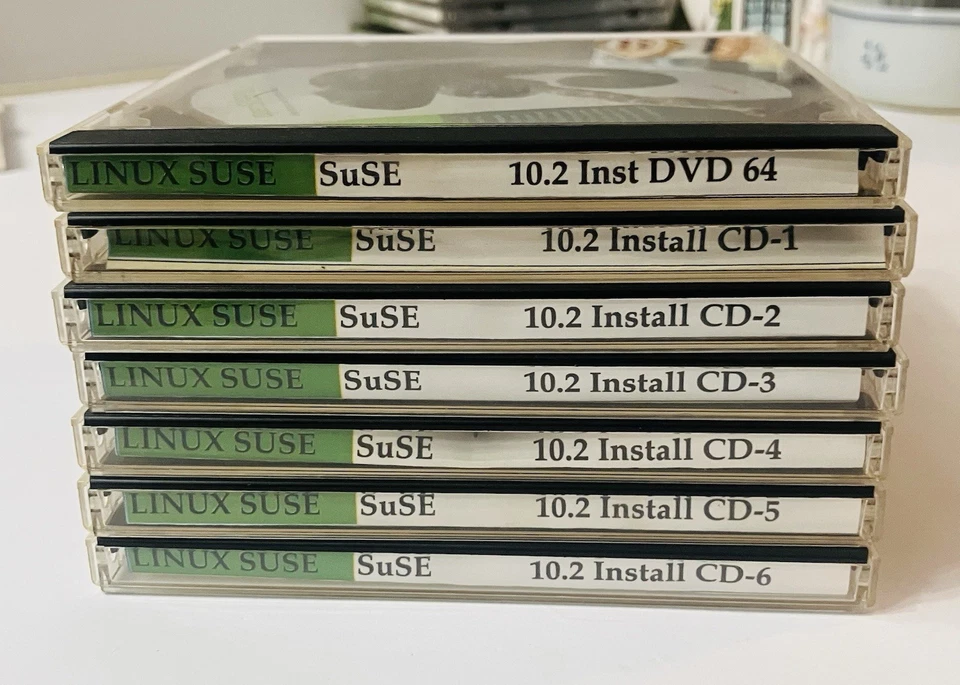 LINUX SUSE SuSE 10.2 Inst DVD 64
LINUX SUSE SuSE 10.2 Install CD-1
LINUX SUSE SuSE 10.2 Install CD-2
LINUX SUSE SuSE 10.2 Install CD-3
LINUX SUSE SuSE 10.2 Install CD-4
LINUX SUSE SuSE 10.2 Install CD-5
LINUX SUSE SuSE 10.2 Install CD-6